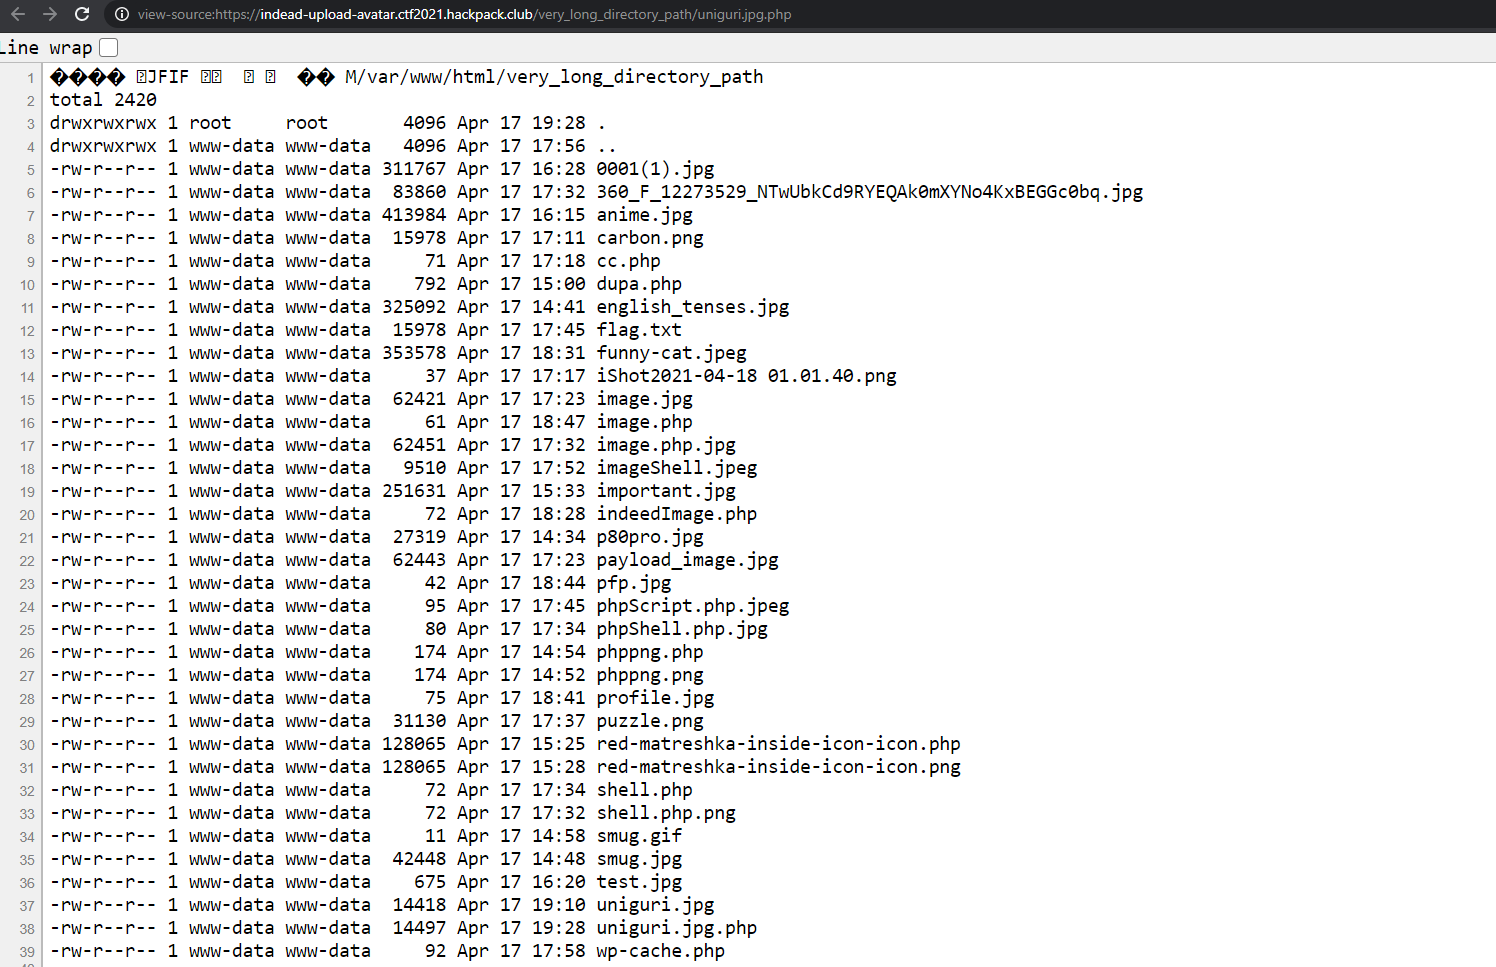 view-source:https://indead-upload-avatar.ctf2021.hackpack.club/very_long_directory_path/uniguri.jpg.php
Line wrap
1 ���� JFIF �� M/var/www/html/very_long_directory_path
2 total 2420
3 drwxrwxrwx 1 root root 4096 Apr 17 19:28 .
4 drwxrwxrwx 1 www-data www-data 4096 Apr 17 17:56 ..
5 -rw-r--r-- 1 www-data www-data 311767 Apr 17 16:28 0001(1).jpg
6 -rw-r--r-- 1 www-data www-data 83860 Apr 17 17:32 360_F_12273529_NTwUbkCd9RYEQAk0mXYNo4KxBEGGc0bq.jpg
7 -rw-r--r-- 1 www-data www-data 413984 Apr 17 16:15 anime.jpg
8 -rw-r--r-- 1 www-data www-data 15978 Apr 17 17:11 carbon.png
9 -rw-r--r-- 1 www-data www-data 71 Apr 17 17:18 cc.php
10 -rw-r--r-- 1 www-data www-data 792 Apr 17 15:00 dupa.php
11 -rw-r--r-- 1 www-data www-data 325092 Apr 17 14:41 english_tenses.jpg
12 -rw-r--r-- 1 www-data www-data 15978 Apr 17 17:45 flag.txt
13 -rw-r--r-- 1 www-data www-data 353578 Apr 17 18:31 funny-cat.jpeg
14 -rw-r--r-- 1 www-data www-data 37 Apr 17 17:17 iShot2021-04-18 01.01.40.png
15 -rw-r--r-- 1 www-data www-data 62421 Apr 17 17:23 image.jpg
16 -rw-r--r-- 1 www-data www-data 61 Apr 17 18:47 image.php
17 -rw-r--r-- 1 www-data www-data 62451 Apr 17 17:32 image.php.jpg
18 -rw-r--r-- 1 www-data www-data 9510 Apr 17 17:52 imageShell.jpeg
19 -rw-r--r-- 1 www-data www-data 251631 Apr 17 15:33 important.jpg
20 -rw-r--r-- 1 www-data www-data 72 Apr 17 18:28 indeedImage.php
21 -rw-r--r-- 1 www-data www-data 27319 Apr 17 14:34 p80pro.jpg
22 -rw-r--r-- 1 www-data www-data 62443 Apr 17 17:23 payload_image.jpg
23 -rw-r--r-- 1 www-data www-data 42 Apr 17 18:44 pfp.jpg
24 -rw-r--r-- 1 www-data www-data 95 Apr 17 17:45 phpScript.php.jpeg
25 -rw-r--r-- 1 www-data www-data 80 Apr 17 17:34 phpShell.php.jpg
26 -rw-r--r-- 1 www-data www-data 174 Apr 17 14:54 phppng.php
27 -rw-r--r-- 1 www-data www-data 174 Apr 17 14:52 phppng.png
28 -rw-r--r-- 1 www-data www-data 75 Apr 17 18:41 profile.jpg
29 -rw-r--r-- 1 www-data www-data 31130 Apr 17 17:37 puzzle.png
30 -rw-r--r-- 1 www-data www-data 128065 Apr 17 15:25 red-matreshka-inside-icon-icon.php
31 -rw-r--r-- 1 www-data www-data 128065 Apr 17 15:28 red-matreshka-inside-icon-icon.png
32 -rw-r--r-- 1 www-data www-data 72 Apr 17 17:34 shell.php
33 -rw-r--r-- 1 www-data www-data 72 Apr 17 17:32 shell.php.png
34 -rw-r--r-- 1 www-data www-data 11 Apr 17 14:58 smug.gif
35 -rw-r--r-- 1 www-data www-data 42448 Apr 17 14:48 smug.jpg
36 -rw-r--r-- 1 www-data www-data 675 Apr 17 16:20 test.jpg
37 -rw-r--r-- 1 www-data www-data 14418 Apr 17 19:10 uniguri.jpg
38 -rw-r--r-- 1 www-data www-data 14497 Apr 17 19:28 uniguri.jpg.php
39 -rw-r--r-- 1 www-data www-data 92 Apr 17 17:58 wp-cache.php